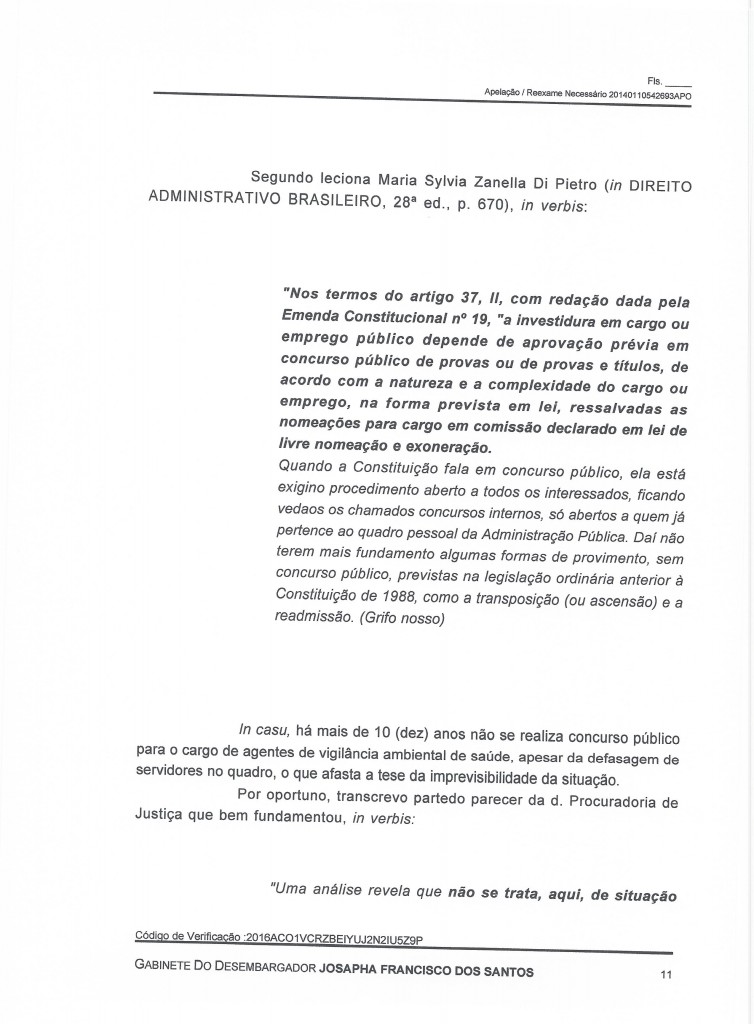 Fls. _____
Apelação / Reexame Necessário 20140110542693APO
Segundo leciona Maria Sylvia Zanella Di Pietro (in DIREITO
ADMINISTRATIVO BRASILEIRO, 28ª ed., p. 670), in verbis:
"Nos termos do artigo 37, II, com redação dada pela
Emenda Constitucional nº 19, "a investidura em cargo ou
emprego público depende de aprovação prévia em
concurso público de provas ou de provas e títulos, de
acordo com a natureza e a complexidade do cargo ou
emprego, na forma prevista em lei, ressalvadas as
nomeações para cargo em comissão declarado em lei de
livre nomeação e exoneração.
Quando a Constituição fala em concurso público, ela está
exigino procedimento aberto a todos os interessados, ficando
vedaos os chamados concursos internos, só abertos a quem já
pertence ao quadro pessoal da Administração Pública. Daí não
terem mais fundamento algumas formas de provimento, sem
concurso público, previstas na legislação ordinária anterior à
Constituição de 1988, como a transposição (ou ascensão) e a
readmissão. (Grifo nosso)
In casu, há mais de 10 (dez) anos não se realiza concurso público
para o cargo de agentes de vigilância ambiental de saúde, apesar da defasagem de
servidores no quadro, o que afasta a tese da imprevisibilidade da situação.
Por oportuno, transcrevo partedo parecer da d. Procuradoria de
Justiça que bem fundamentou, in verbis:
"Uma análise revela que não se trata, aqui, de situação
Código de Verificação :2016ACO1VCRZBEIYUJ2N2IU5Z9P
GABINETE DO DESEMBARGADOR JOSAPHA FRANCISCO DOS SANTOS
11